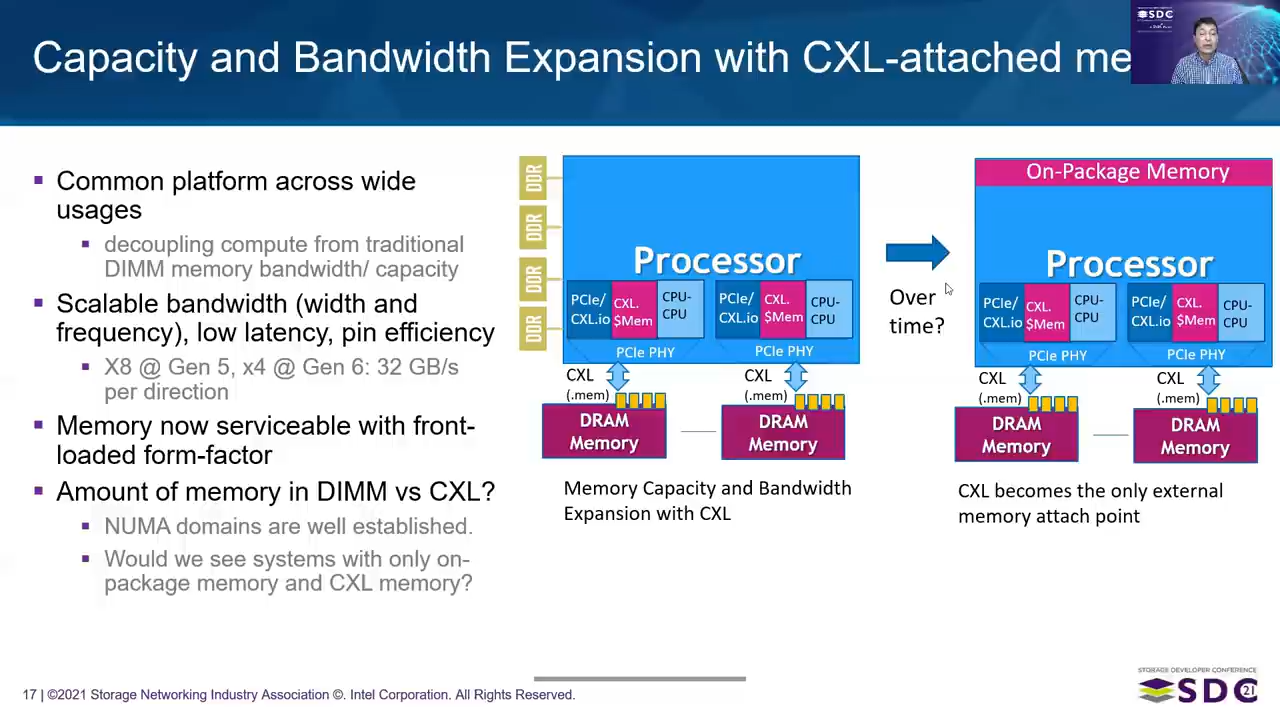 Capacity and Bandwidth Expansion with CXL-attached me
SDC
Common platform across wide
usages
decoupling compute from traditional
DIMM memory bandwidth/ capacity
Scalable bandwidth (width and
frequency), low latency, pin efficiency
X8 @ Gen 5, x4 @ Gen 6: 32 GB/s
per direction
Memory now serviceable with front-
loaded form-factor
Amount of memory in DIMM vs CXL?
NUMA domains are well established.
Would we see systems with only on-
package memory and CXL memory?
DDR
DDR
DDR
DDR
Processor
PCIe/
CXL.io
CXL.
$Mem
CPU-
CPU
PCIe PHY
PCIe/
CXL.io
CXL.
$Mem
CPU-
CPU
PCIe PHY
CXL
(.mem)
CXL
(.mem)
DRAM
Memory
DRAM
Memory
Memory Capacity and Bandwidth
Expansion with CXL
Over
time?
On-Package Memory
Processor
PCIe/
CXL.io
CXL.
$Mem
CPU-
CPU
PCIe PHY
PCIe/
CXL.io
CXL.
$Mem
CPU-
CPU
PCIe PHY
CXL
(.mem)
CXL
(.mem)
DRAM
Memory
DRAM
Memory
CXL becomes the only external
memory attach point
17 | ©2021 Storage Networking Industry Association ©. Intel Corporation. All Rights Reserved.
STORAGE DEVELOPER CONFERENCE
SDC 21